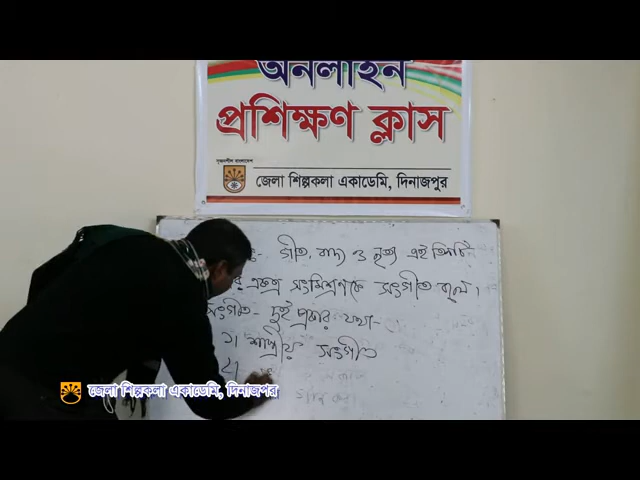 অনলাইন
প্রশিক্ষণ ক্লাস
সৃজনশীল বাংলাদেশ
জেলা শিল্পকলা একাডেমি, দিনাজপুর
গীত, বাদ্য ও নৃত্য এই তিনটি
একত্র সংমিশ্রণকে সংগীত বলে।
সংগীত- দুই প্রকার যথা-
১। শাস্ত্রীয় সংগীত
২।
জেলা শিল্পকলা একাডেমি, দিনাজপুর